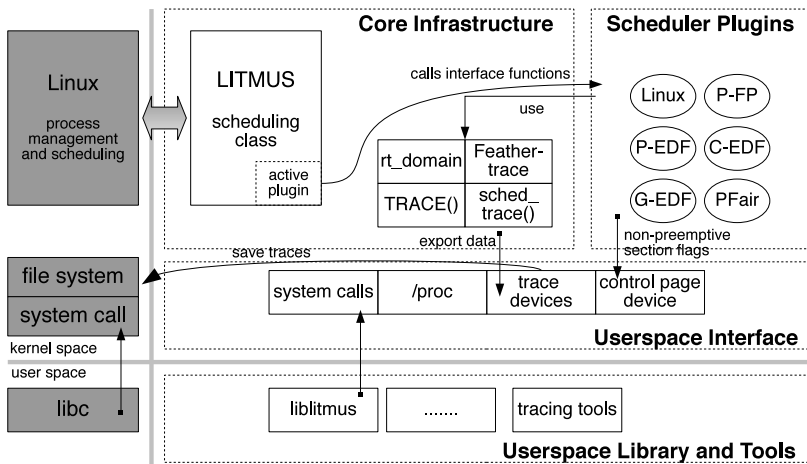 Core Infrastructure
Scheduler Plugins
Linux
process
management
and scheduling
LITMUS
scheduling
class
active
plugin
calls interface functions
use
rt_domain
Feather-
trace
TRACE()
sched_
trace()
Linux
P-FP
P-EDF
C-EDF
G-EDF
PFair
save traces
export data
non-preemptive
section flags
file system
system call
system calls
/proc
trace
devices
control page
device
Userspace Interface
kernel space
user space
libc
liblitmus
.......
tracing tools
Userspace Library and Tools